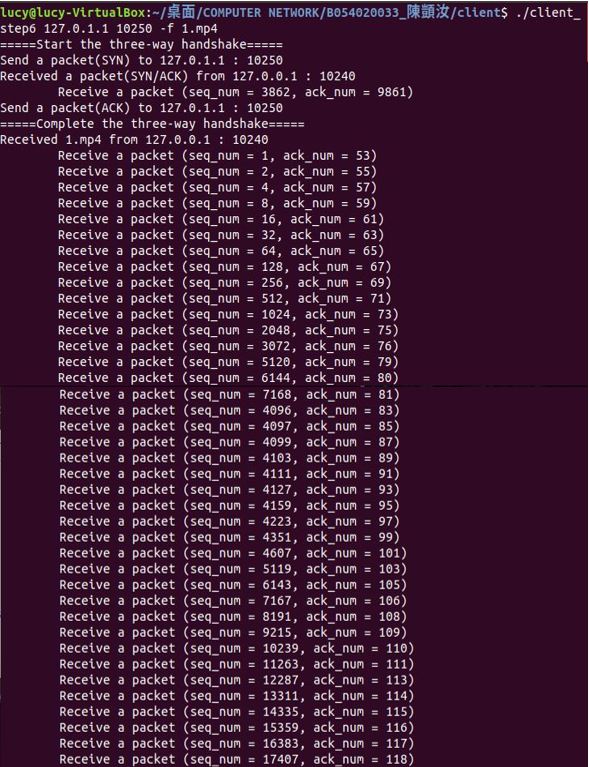 lucy@lucy-VirtualBox:~/桌面/COMPUTER NETWORK/B054020033_陳顗汝/client$ ./client_
step6 127.0.1.1 10250 -f 1.mp4
=====Start the three-way handshake=====
Send a packet(SYN) to 127.0.1.1 : 10250
Received a packet(SYN/ACK) from 127.0.0.1 : 10240
Receive a packet (seq_num = 3862, ack_num = 9861)
Send a packet(ACK) to 127.0.1.1 : 10250
=====Complete the three-way handshake=====
Received 1.mp4 from 127.0.0.1 : 10240
Receive a packet (seq_num = 1, ack_num = 53)
Receive a packet (seq_num = 2, ack_num = 55)
Receive a packet (seq_num = 4, ack_num = 57)
Receive a packet (seq_num = 8, ack_num = 59)
Receive a packet (seq_num = 16, ack_num = 61)
Receive a packet (seq_num = 32, ack_num = 63)
Receive a packet (seq_num = 64, ack_num = 65)
Receive a packet (seq_num = 128, ack_num = 67)
Receive a packet (seq_num = 256, ack_num = 69)
Receive a packet (seq_num = 512, ack_num = 71)
Receive a packet (seq_num = 1024, ack_num = 73)
Receive a packet (seq_num = 2048, ack_num = 75)
Receive a packet (seq_num = 3072, ack_num = 76)
Receive a packet (seq_num = 5120, ack_num = 79)
Receive a packet (seq_num = 6144, ack_num = 80)
Receive a packet (seq_num = 7168, ack_num = 81)
Receive a packet (seq_num = 4096, ack_num = 83)
Receive a packet (seq_num = 4097, ack_num = 85)
Receive a packet (seq_num = 4099, ack_num = 87)
Receive a packet (seq_num = 4103, ack_num = 89)
Receive a packet (seq_num = 4111, ack_num = 91)
Receive a packet (seq_num = 4127, ack_num = 93)
Receive a packet (seq_num = 4159, ack_num = 95)
Receive a packet (seq_num = 4223, ack_num = 97)
Receive a packet (seq_num = 4351, ack_num = 99)
Receive a packet (seq_num = 4607, ack_num = 101)
Receive a packet (seq_num = 5119, ack_num = 103)
Receive a packet (seq_num = 6143, ack_num = 105)
Receive a packet (seq_num = 7167, ack_num = 106)
Receive a packet (seq_num = 8191, ack_num = 108)
Receive a packet (seq_num = 9215, ack_num = 109)
Receive a packet (seq_num = 10239, ack_num = 110)
Receive a packet (seq_num = 11263, ack_num = 111)
Receive a packet (seq_num = 12287, ack_num = 113)
Receive a packet (seq_num = 13311, ack_num = 114)
Receive a packet (seq_num = 14335, ack_num = 115)
Receive a packet (seq_num = 15359, ack_num = 116)
Receive a packet (seq_num = 16383, ack_num = 117)
Receive a packet (seq_num = 17407, ack_num = 118)